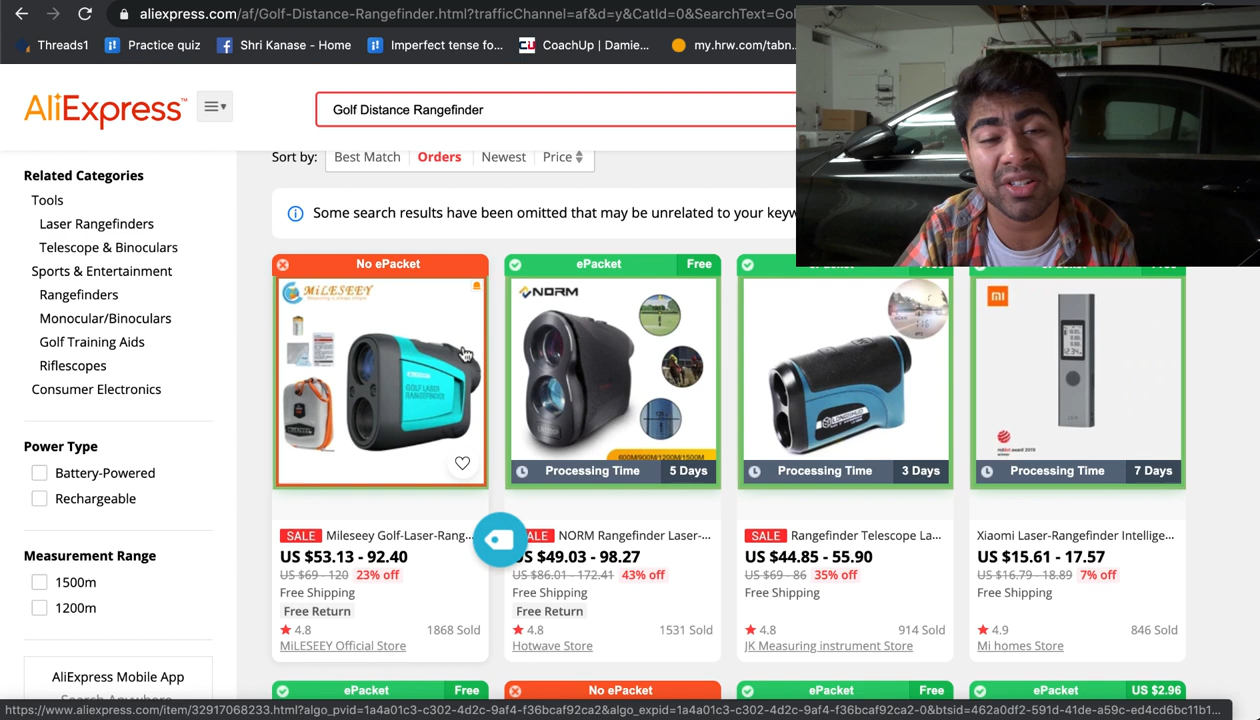 aliexpress.com/af/Golf-Distance-Rangefinder.html?trafficChannel=af&d=y&CatId=0&SearchText=Gol
Threads1 Practice quiz Shri Kanase - Home Imperfect tense fo... CoachUp | Damie... my.hrw.com/tabn...
AliExpress™
Golf Distance Rangefinder
Sort by: Best Match Orders Newest Price
Related Categories
Tools
Laser Rangefinders
Telescope & Binoculars
Sports & Entertainment
Rangefinders
Monocular/Binoculars
Golf Training Aids
Riflescopes
Consumer Electronics
Power Type
Battery-Powered
Rechargeable
Measurement Range
1500m
1200m
AliExpress Mobile App
Search Anywhere
Some search results have been omitted that may be unrelated to your keyw
No ePacket
MiLESEEY
GOLF LASER
RANGEFINDER
SALE Mileseey Golf-Laser-Rang...
US $53.13 - 92.40
US $69 - 120 23% off
Free Shipping
Free Return
4.8 1868 Sold
MiLESEEY Official Store
ePacket Free
NORM
600M/900M/1200M/1500M
Processing Time 5 Days
SALE NORM Rangefinder Laser-...
US $49.03 - 98.27
US $86.01 - 172.41 43% off
Free Shipping
Free Return
4.8 1531 Sold
Hotwave Store
Processing Time 3 Days
SALE Rangefinder Telescope La...
US $44.85 - 55.90
US $69 - 86 35% off
Free Shipping
4.8 914 Sold
JK Measuring instrument Store
Processing Time 7 Days
Xiaomi Laser-Rangefinder Intellige...
US $15.61 - 17.57
US $16.79 - 18.89 7% off
Free Shipping
4.9 846 Sold
Mi homes Store
ePacket Free
No ePacket
ePacket Free
ePacket US $2.96
https://www.aliexpress.com/item/32917068233.html?algo_pvid=1a4a01c3-c302-4d2c-9af4-f36bcaf92ca2&algo_expid=1a4a01c3-c302-4d2c-9af4-f36bcaf92ca2-0&btsid=462a0df2-591d-41de-a59c-ed4cd6bc11b1...